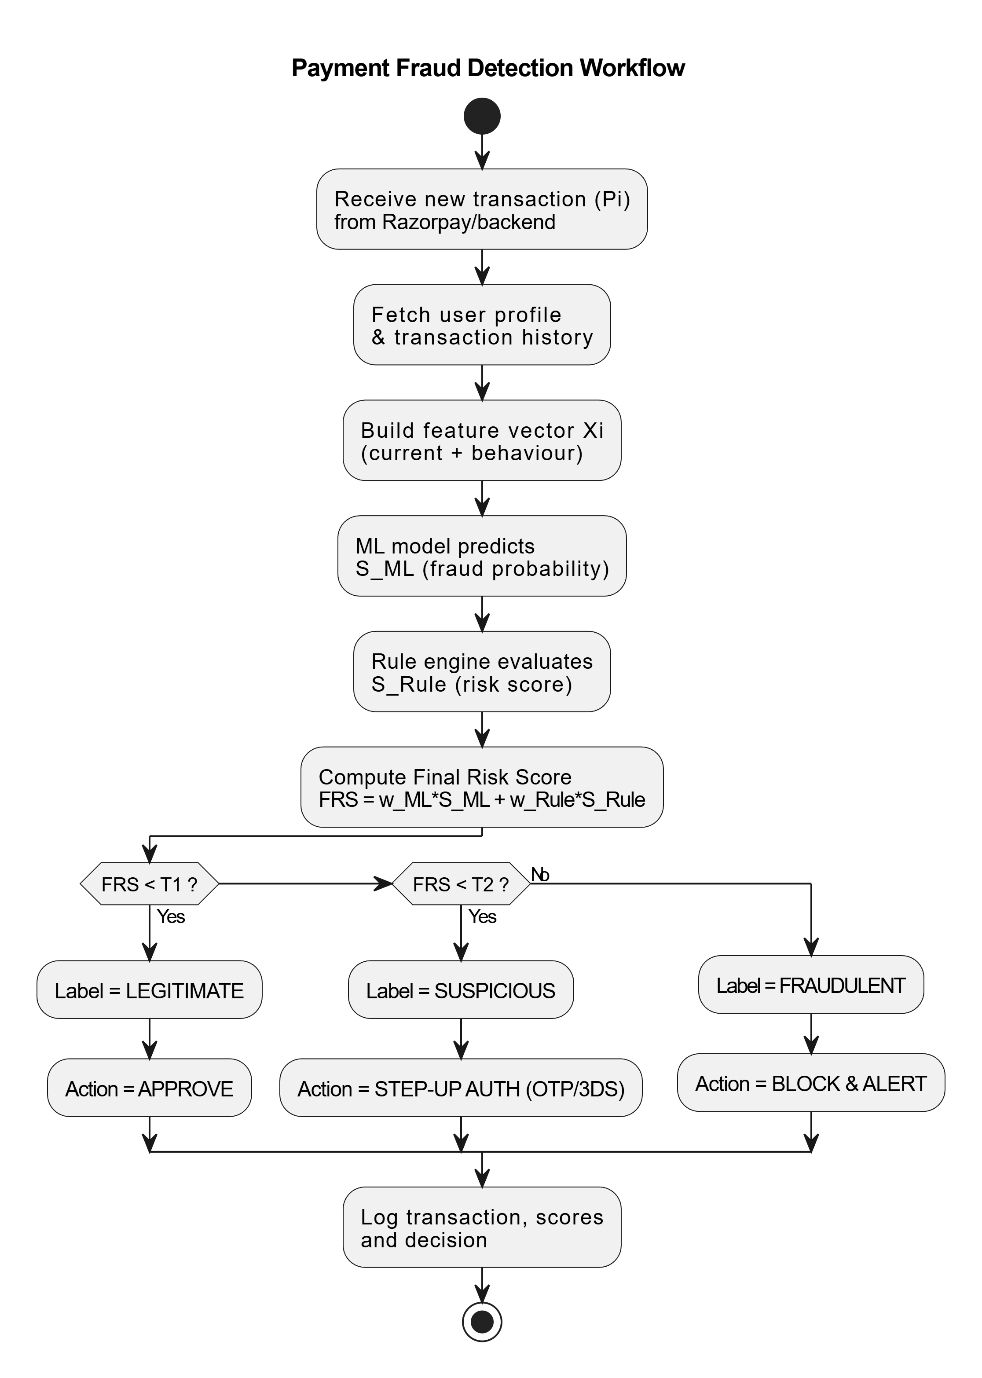 Payment Fraud Detection Workflow
Receive new transaction (Pi)
from Razorpay/backend
Fetch user profile
& transaction history
Build feature vector Xi
(current + behaviour)
ML model predicts
S_ML (fraud probability)
Rule engine evaluates
S_Rule (risk score)
Compute Final Risk Score
FRS = w_ML*S_ML + w_Rule*S_Rule
FRS < T1 ?
Yes
FRS < T2 ?
Yes
No
Label = LEGITIMATE
Label = SUSPICIOUS
Label = FRAUDULENT
Action = APPROVE
Action = STEP-UP AUTH (OTP/3DS)
Action = BLOCK & ALERT
Log transaction, scores
and decision